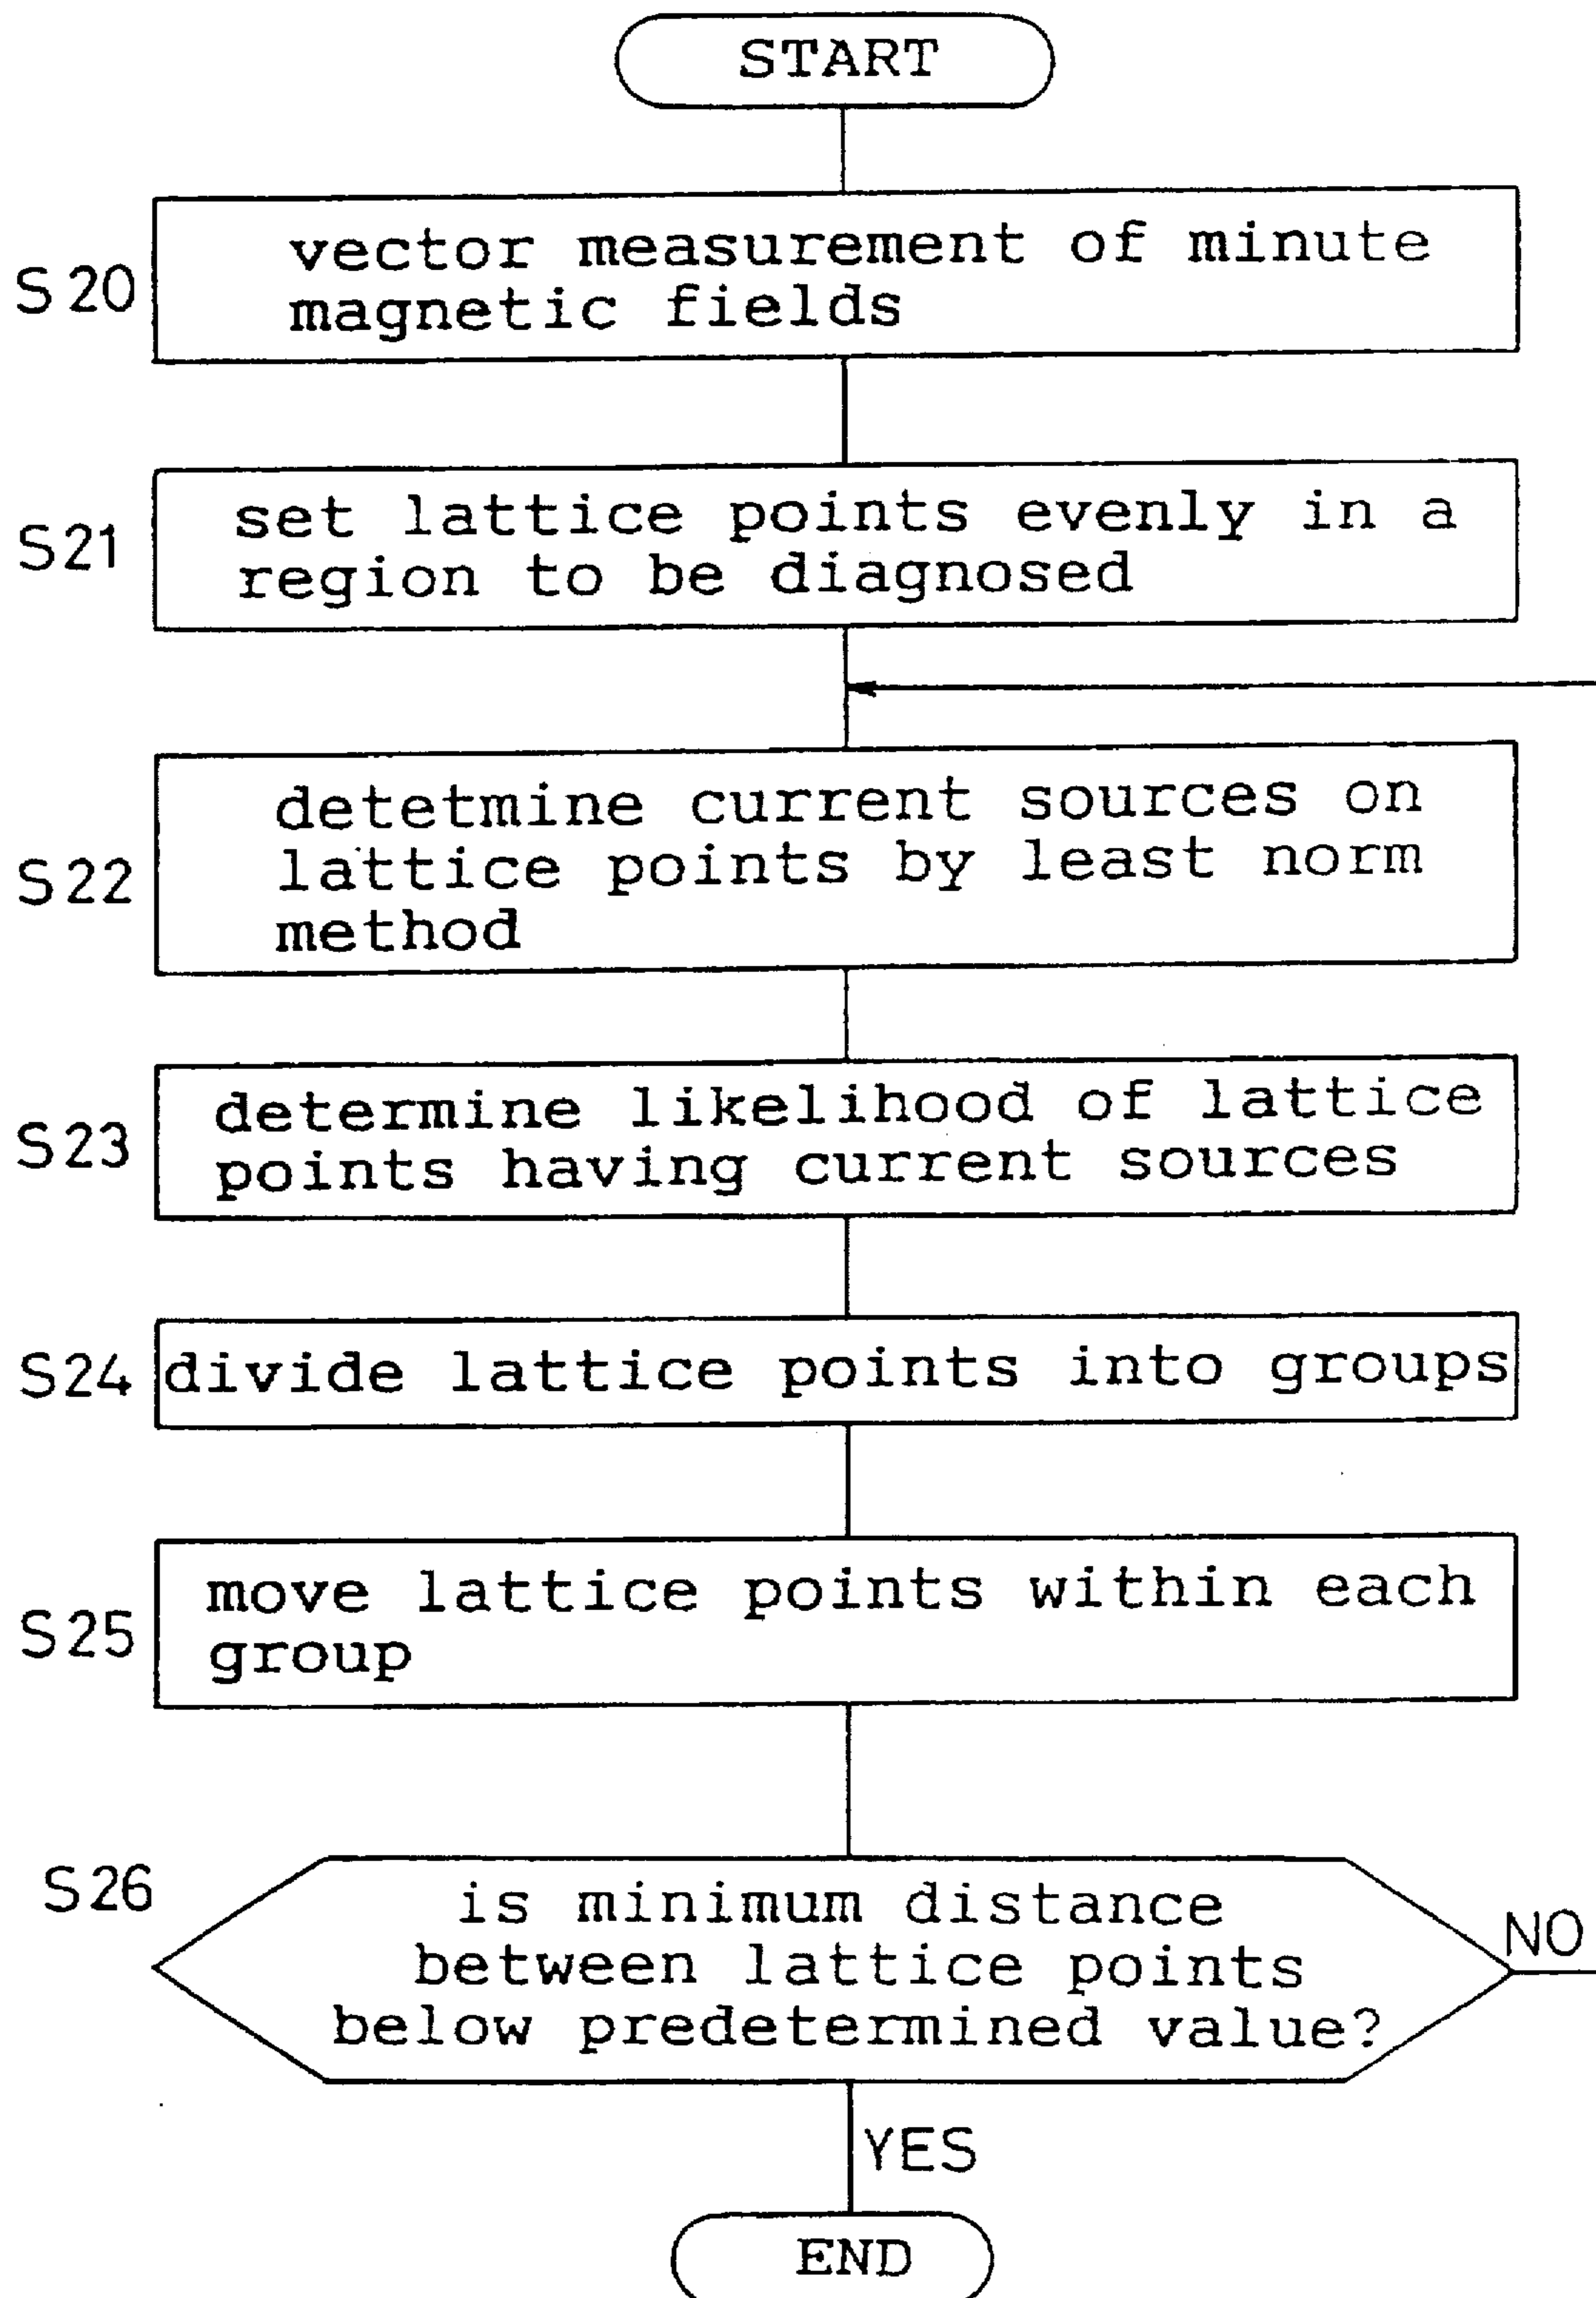 START
S20
vector measurement of minute
magnetic fields
S21
set lattice points evenly in a
region to be diagnosed
S22
detetmine current sources on
lattice points by least norm
method
S23
determine likelihood of lattice
points having current sources
S24
divide lattice points into groups
S25
move lattice points within each
group
S26
is minimum distance
between lattice points
below predetermined value?
NO
YES
END